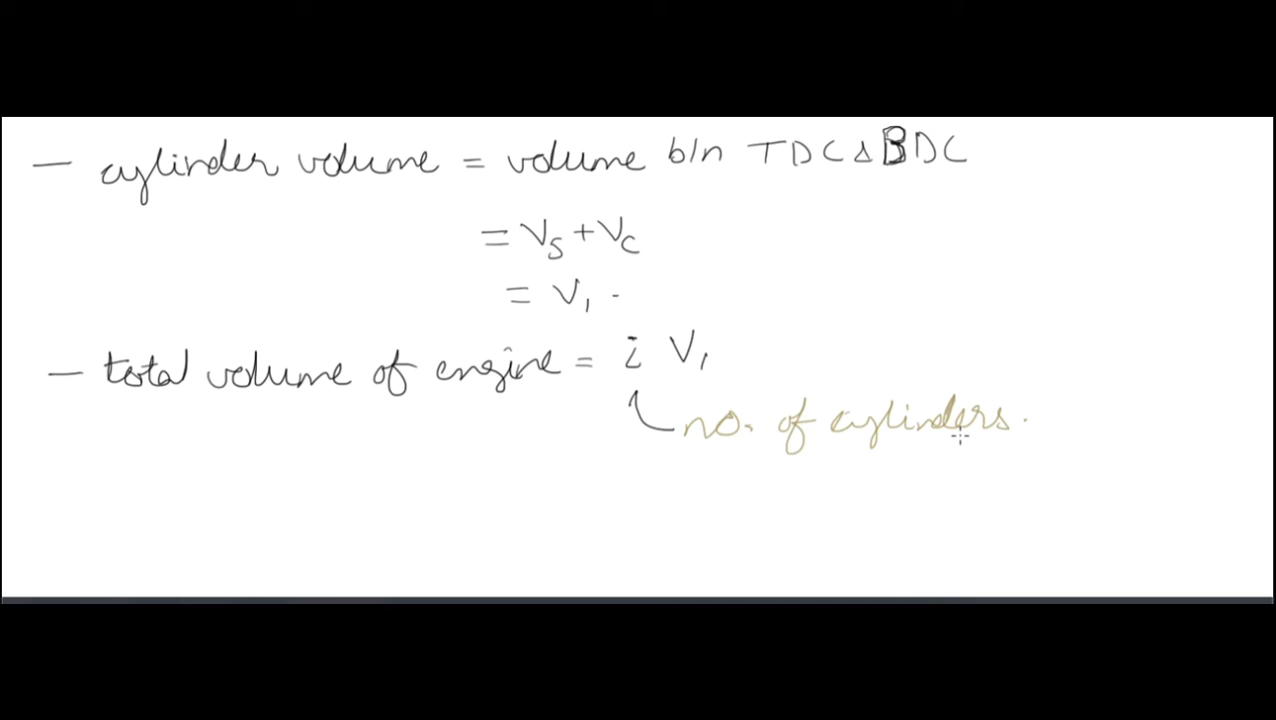 — cylinder volume = volume b/n TDC & BDC
= Vs + Vc
= V1 -
— total volume of engine = i V1
no. of cylinders.